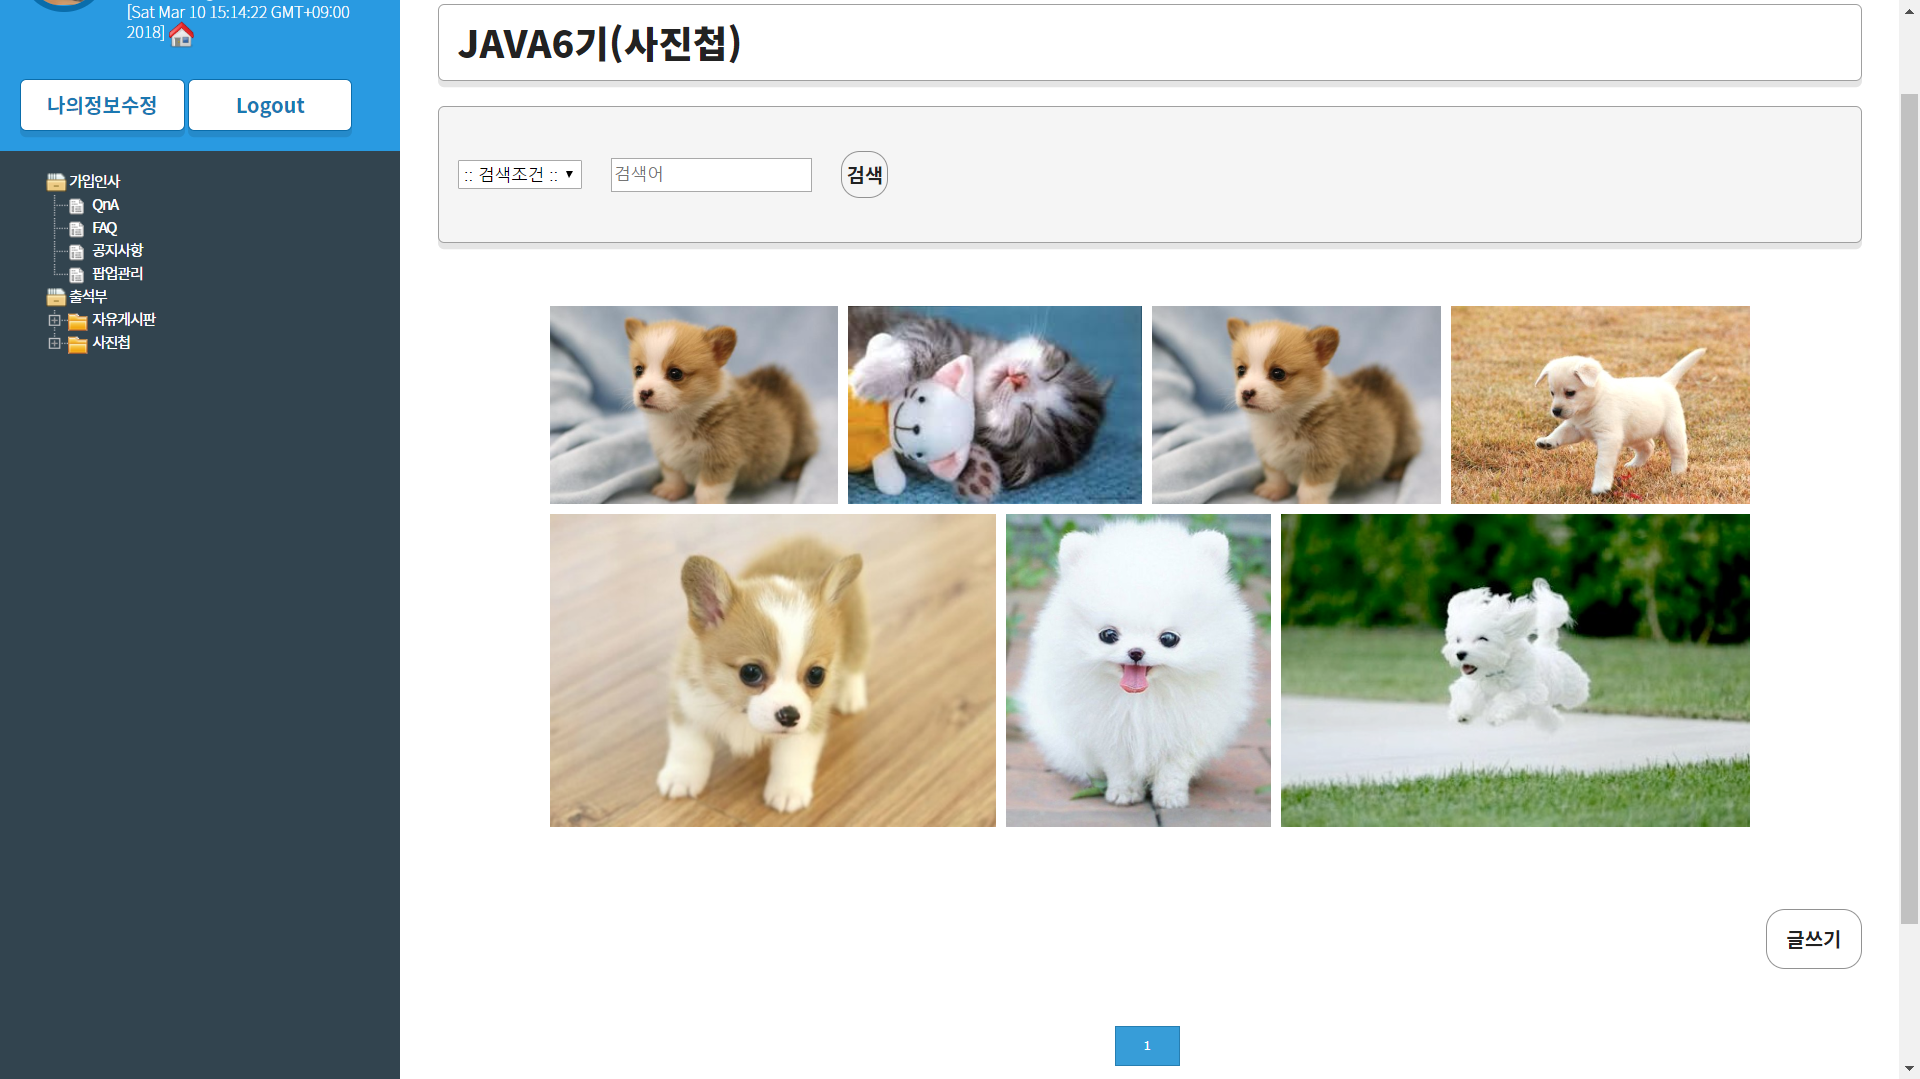 [Sat Mar 10 15:14:22 GMT+09:00
2018]
나의정보수정
Logout
가입인사
QnA
FAQ
공지사항
팝업관리
출석부
자유게시판
사진첩
JAVA6기(사진첩)
:: 검색조건 ::
검색어
검색
글쓰기
1